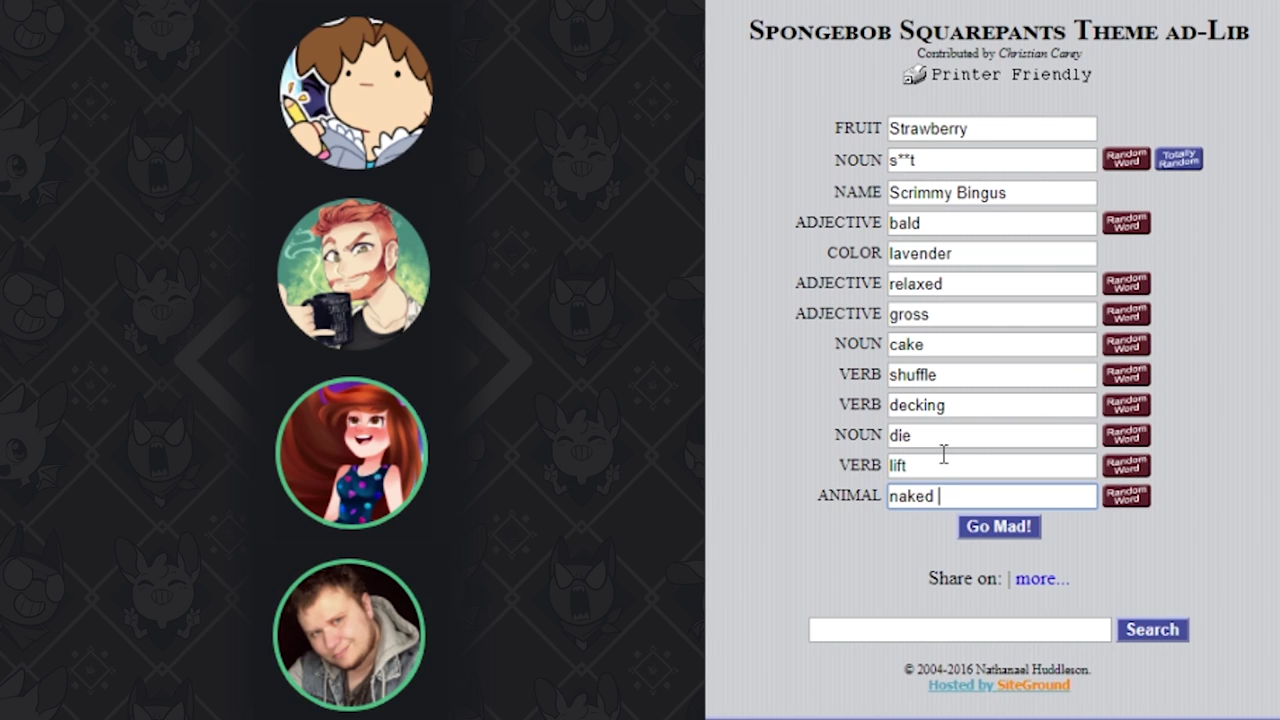 Spongebob Squarepants Theme ad-Lib
Contributed by Christian Carey
Printer Friendly
FRUIT Strawberry
NOUN s**t Random Word Totally Random
NAME Scrimmy Bingus
ADJECTIVE bald Random Word
COLOR lavender
ADJECTIVE relaxed Random Word
ADJECTIVE gross Random Word
NOUN cake Random Word
VERB shuffle Random Word
VERB decking Random Word
NOUN die Random Word
VERB lift Random Word
ANIMAL naked Random Word
Go Mad!
Share on: | more...
Search
© 2004-2016 Nathanael Huddleson.
Hosted by SiteGround